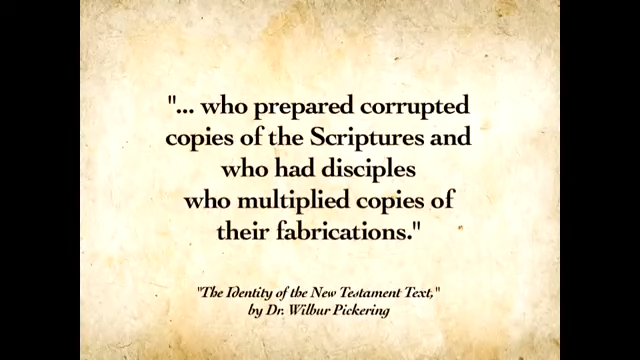 "... who prepared corrupted
copies of the Scriptures and
who had disciples
who multiplied copies of
their fabrications."
"The Identity of the New Testament Text,"
by Dr. Wilbur Pickering